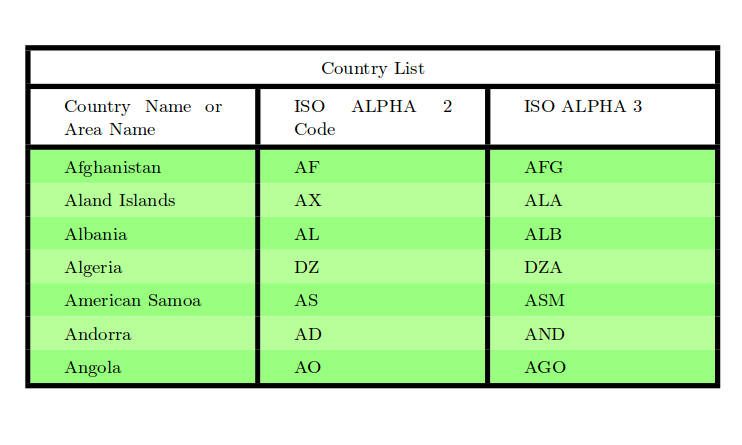 Country List
Country Name or ISO ALPHA 2 ISO ALPHA 3
Area Name Code
Afghanistan AF AFG
Aland Islands AX ALA
Albania AL ALB
Algeria DZ DZA
American Samoa AS ASM
Andorra AD AND
Angola AO AGO